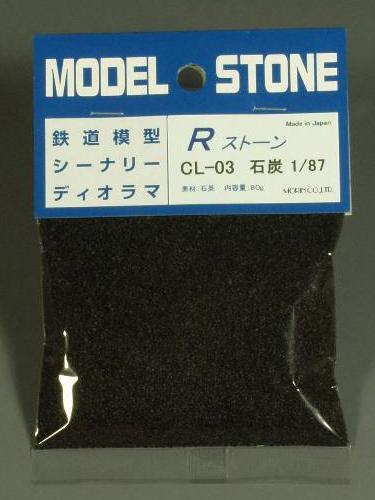 MODEL STONE
鉄道模型
シーナリー
ディオラマ
Made in Japan
R ストーン
CL-03 石炭 1/87
素材:石英 内容量:80g
MORIN CO.,LTD.